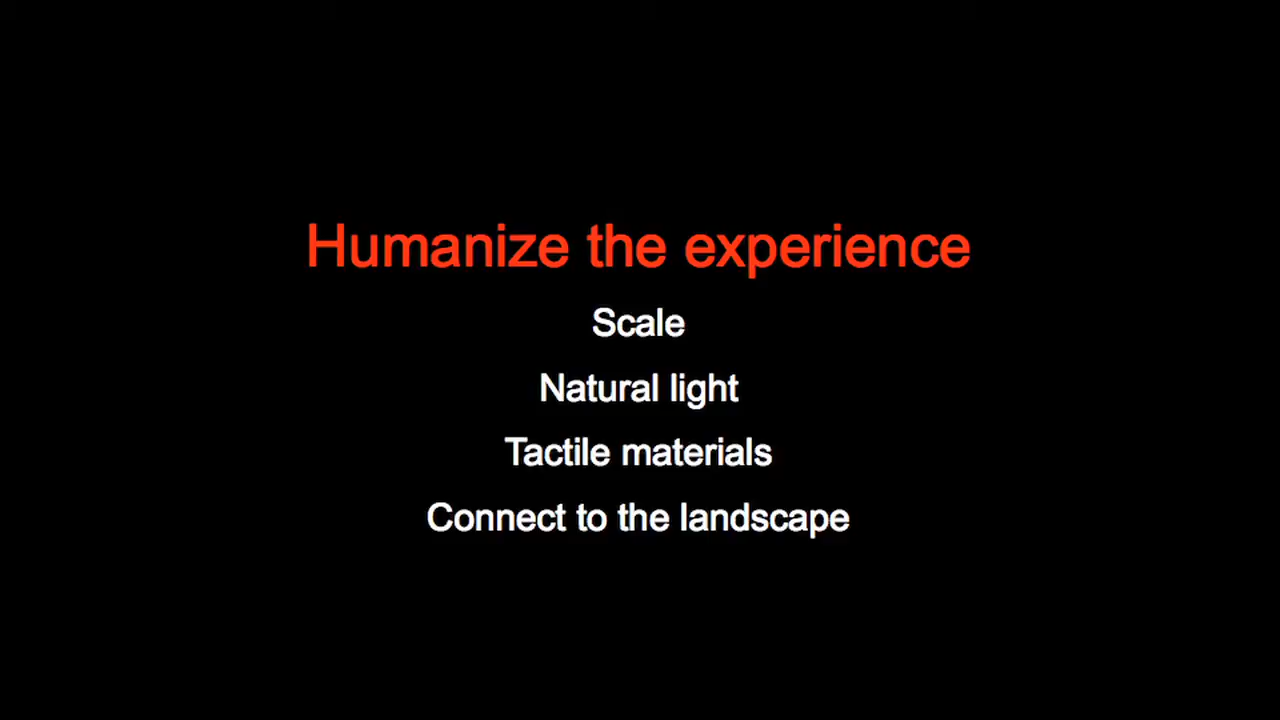 Humanize the experience
Scale
Natural light
Tactile materials
Connect to the landscape